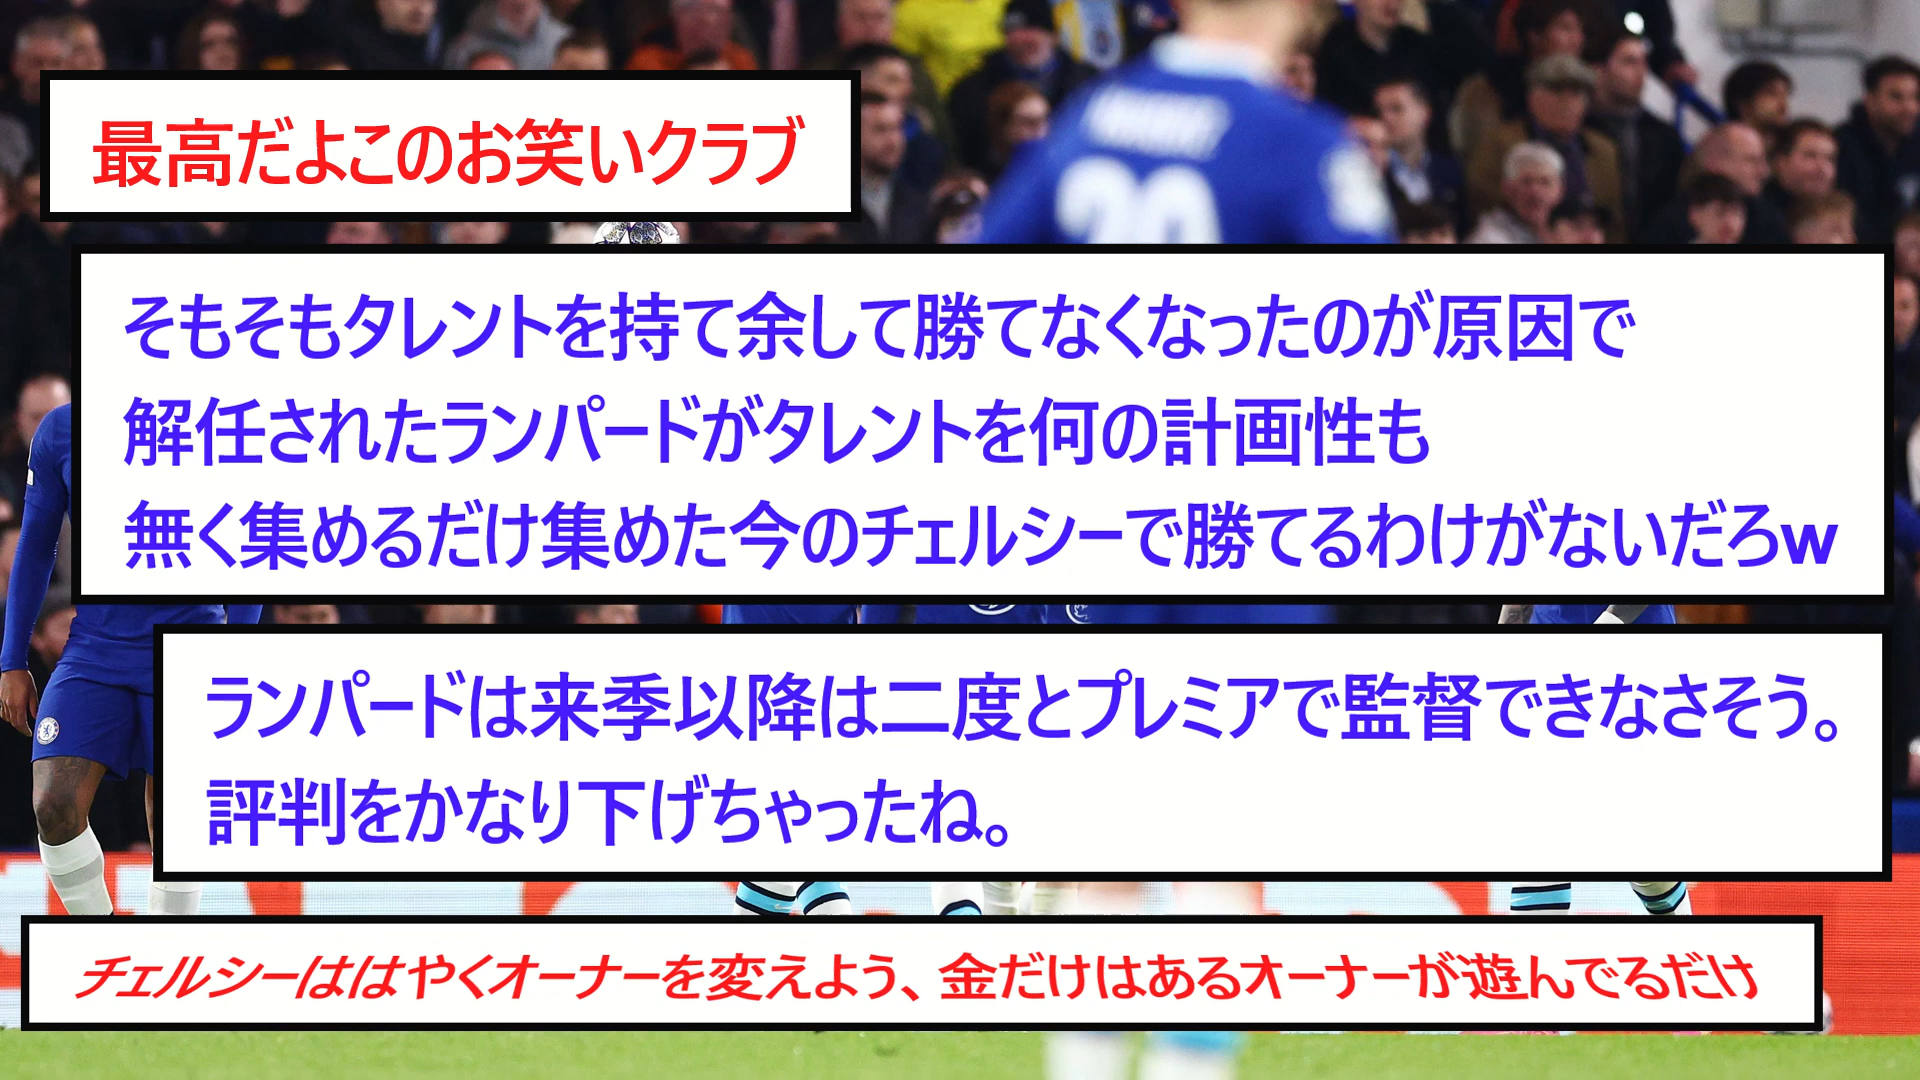 最高だよこのお笑いクラブ
そもそもタレントを持て余して勝てなくなったのが原因で
解任されたランパードがタレントを何の計画性も
無く集めるだけ集めた今のチェルシーで勝てるわけがないだろw
ランパードは来季以降は二度とプレミアで監督できなさそう。
評判をかなり下げちゃったね。
チェルシーははやくオーナーを変えよう、金だけはあるオーナーが遊んでるだけ